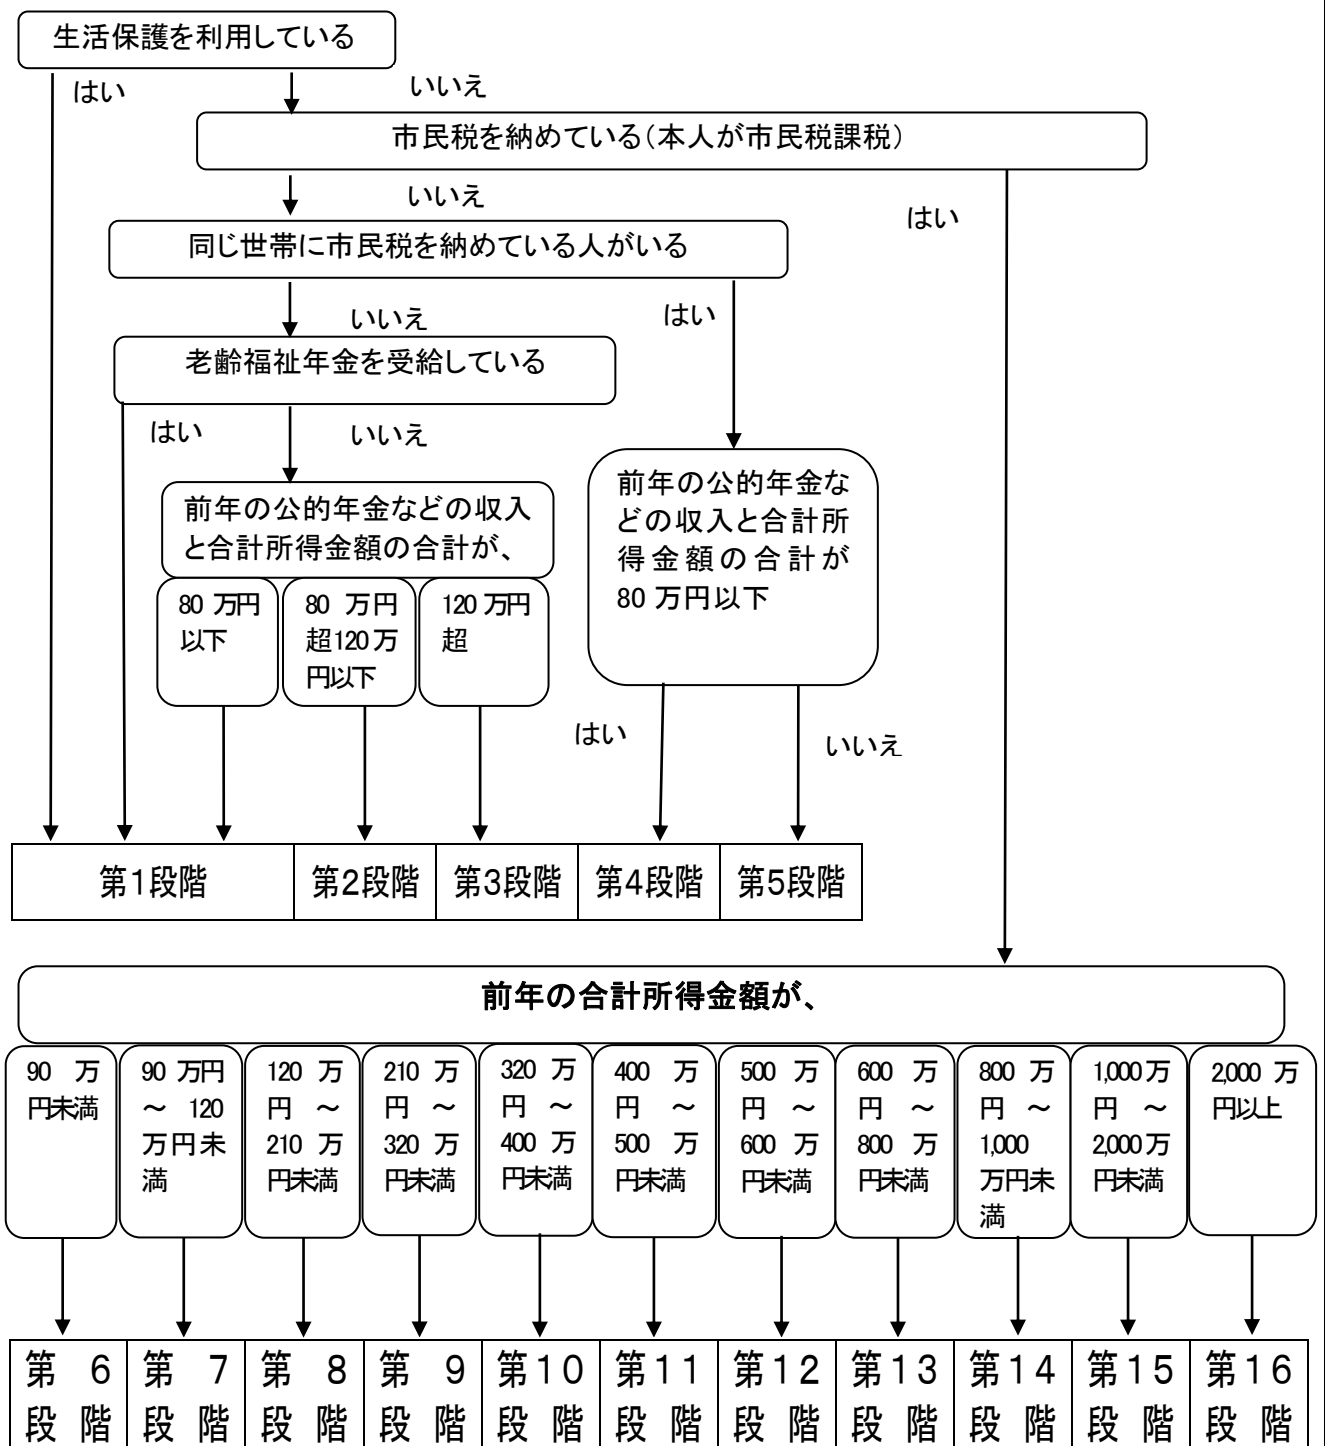 生活保護を利用している
はい
いいえ
市民税を納めている（本人が市民税課税）
いいえ
はい
同じ世帯に市民税を納めている人がいる
いいえ
はい
老齢福祉年金を受給している
はい
いいえ
前年の公的年金などの収入
と合計所得金額の合計が、
80 万円
以下
80 万円
超120万
円以下
120万円
超
前年の公的年金な
どの収入と合計所
得金額の合計が
80 万円以下
はい
いいえ
第１段階
第２段階
第３段階
第４段階
第５段階
前年の合計所得金額が、
90 万
円未満
90 万円
～ 120
万円未
満
120 万
円 ～
210 万
円未満
210 万
円 ～
320 万
円未満
320 万
円 ～
400 万
円未満
400 万
円 ～
500 万
円未満
500 万
円 ～
600 万
円未満
600 万
円 ～
800 万
円未満
800 万
円 ～
1,000
万円未
満
1,000万
円 ～
2,000万
円未満
2,000 万
円以上
第 ６
段 階
第 ７
段 階
第 ８
段 階
第 ９
段 階
第１０
段 階
第１１
段 階
第１２
段 階
第１３
段 階
第１４
段 階
第１５
段 階
第１６
段 階